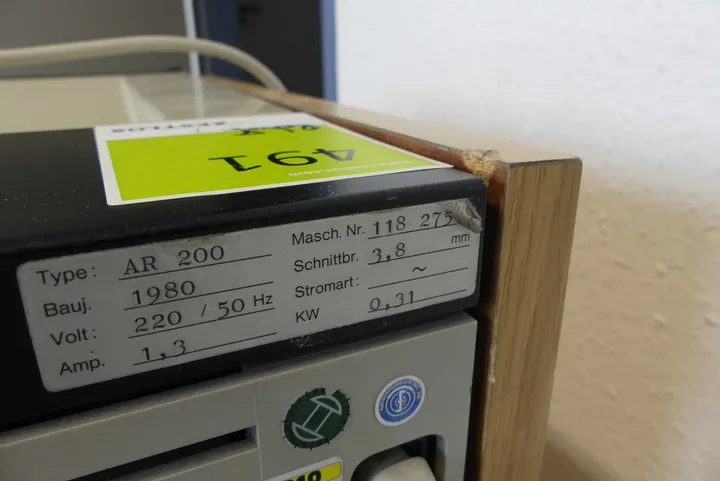 RESTLOS
491
Type: AR 200
Bauj. 1980
Volt: 220 / 50 Hz
Amp. 1,3
Masch. Nr. 118 275
Schnittbr. 3,8 mm
Stromart: ~
KW 0,31